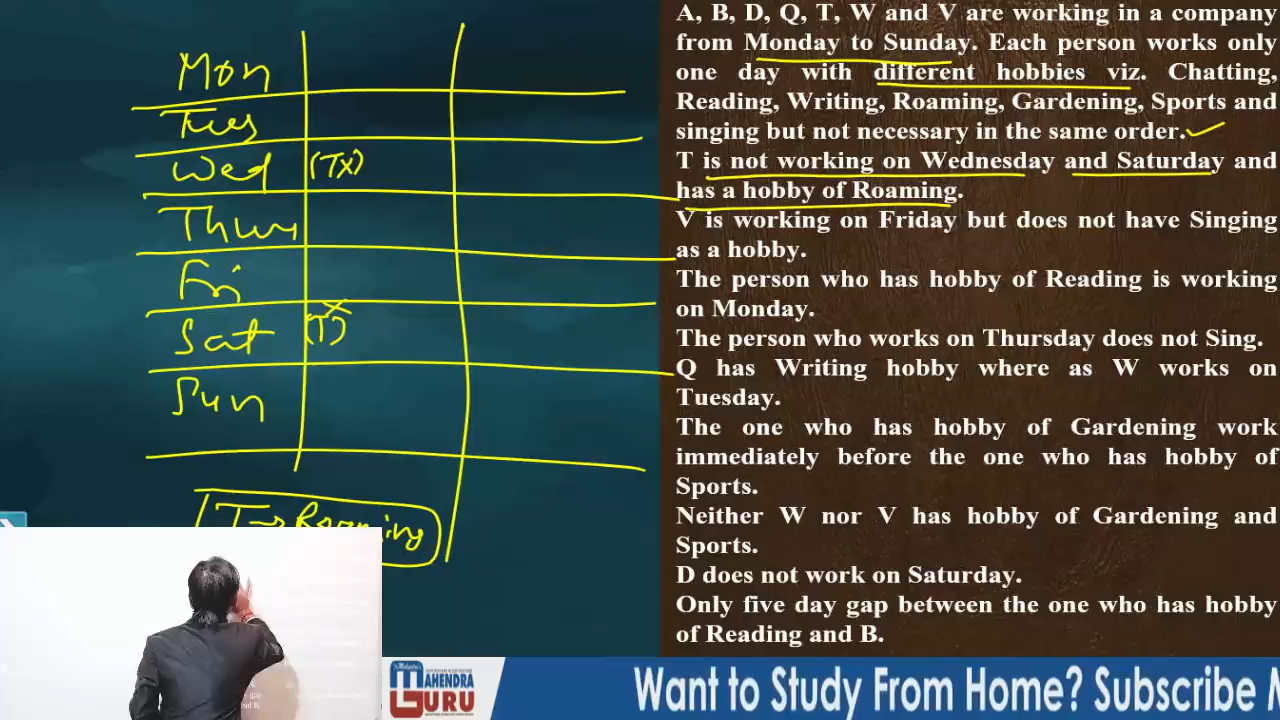 Mon
Tues
Wed (Tx)
Thurs
Fri
Sat (T) x
Sun
T → Roaming
A, B, D, Q, T, W and V are working in a company
from Monday to Sunday. Each person works only
one day with different hobbies viz. Chatting,
Reading, Writing, Roaming, Gardening, Sports and
singing but not necessary in the same order.
T is not working on Wednesday and Saturday and
has a hobby of Roaming.
V is working on Friday but does not have Singing
as a hobby.
The person who has hobby of Reading is working
on Monday.
The person who works on Thursday does not Sing.
Q has Writing hobby where as W works on
Tuesday.
The one who has hobby of Gardening work
immediately before the one who has hobby of
Sports.
Neither W nor V has hobby of Gardening and
Sports.
D does not work on Saturday.
Only five day gap between the one who has hobby
of Reading and B.
MAHENDRA
GURU
Want to Study From Home? Subscribe M